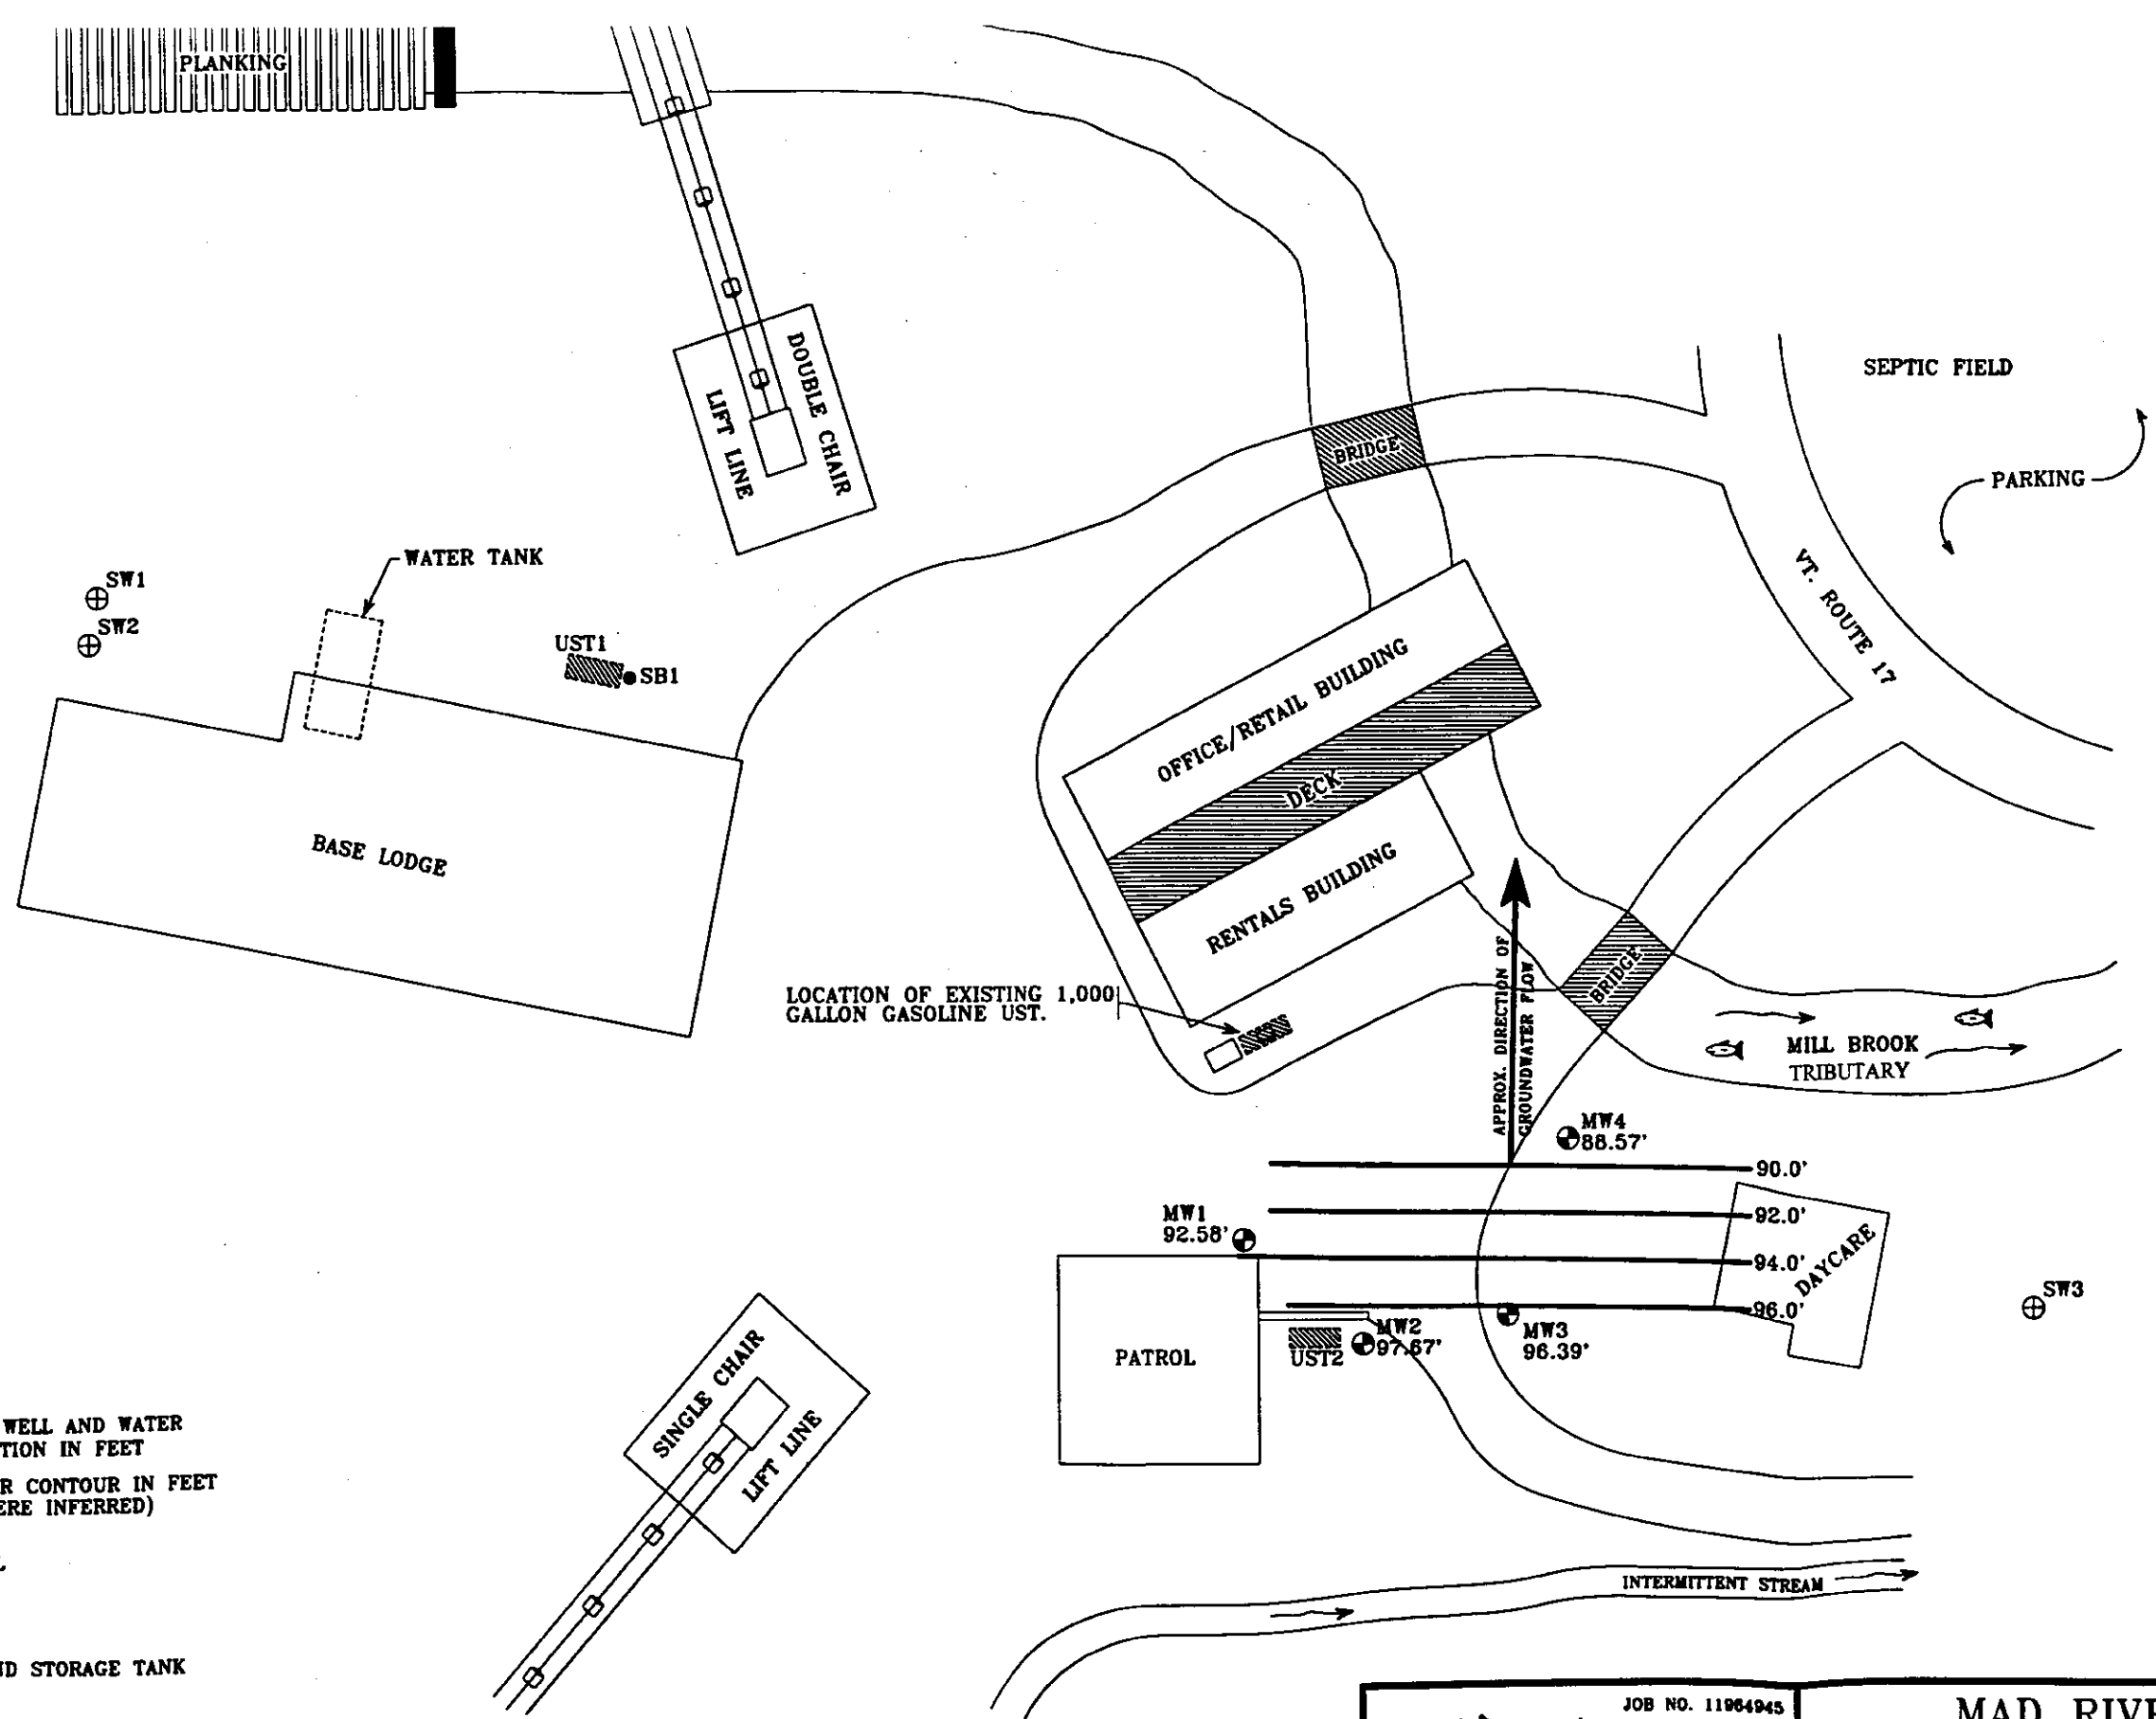 PLANKING
DOUBLE CHAIR
LIFT LINE
SEPTIC FIELD
PARKING
BRIDGE
VT. ROUTE 17
WATER TANK
SW1
SW2
UST1
SB1
BASE LODGE
OFFICE/RETAIL BUILDING
DECK
RENTALS BUILDING
LOCATION OF EXISTING 1,000
GALLON GASOLINE UST.
APPROX. DIRECTION OF
GROUNDWATER FLOW
BRIDGE
MILL BROOK
TRIBUTARY
MW4
88.57'
90.0'
92.0'
94.0'
96.0'
MW1
92.58'
DAYCARE
SW3
PATROL
UST2
MW2
97.67'
MW3
96.39'
SINGLE CHAIR
LIFT LINE
WELL AND WATER
TION IN FEET
R CONTOUR IN FEET
ERE INFERRED)
INTERMITTENT STREAM
ND STORAGE TANK
JOB NO. 11964945
MAD RIVE